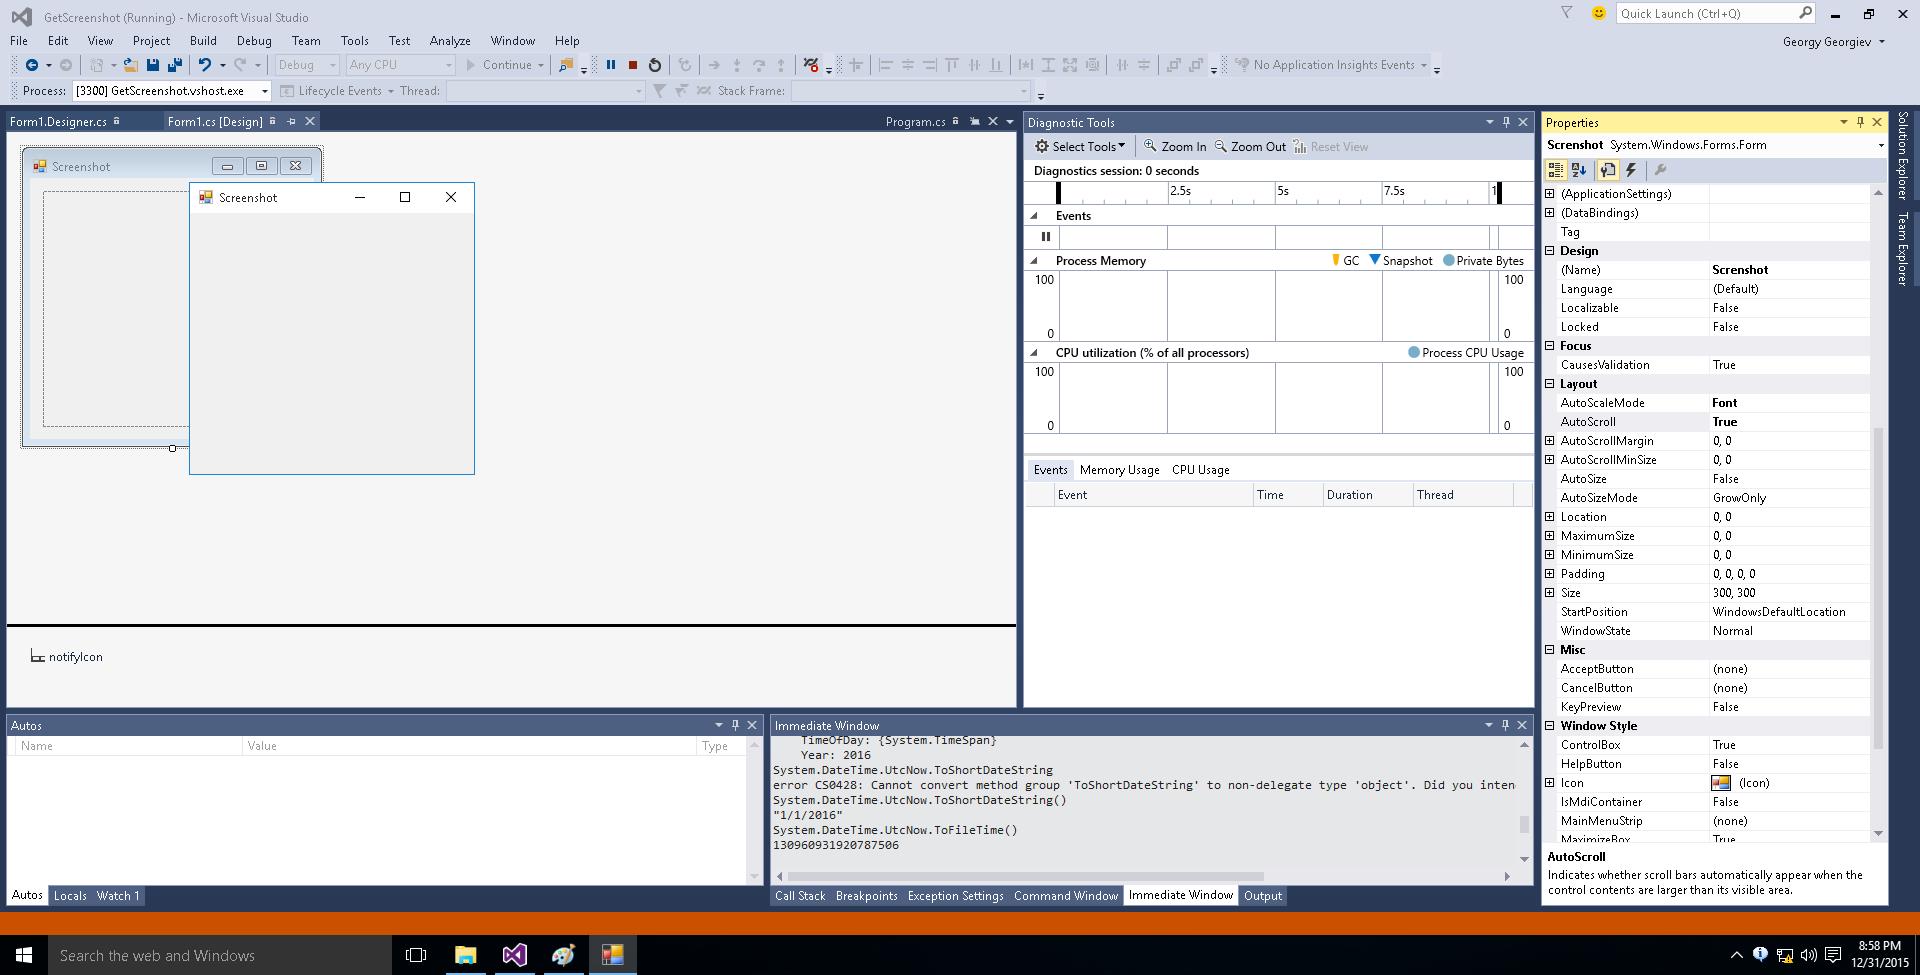 GetScreenshot (Running) - Microsoft Visual Studio
Quick Launch (Ctrl+Q)
File Edit View Project Build Debug Team Tools Test Analyze Window Help
Georgy Georgiev
Debug Any CPU Continue No Application Insights Events
Process: [3300] GetScreenshot.vshost.exe Lifecycle Events Thread: Stack Frame:
Form1.Designer.cs Form1.cs [Design] Program.cs
Screenshot
Screenshot
notifyIcon
Diagnostic Tools
Select Tools Zoom In Zoom Out Reset View
Diagnostics session: 0 seconds
2.5s 5s 7.5s 1
Events
Process Memory GC Snapshot Private Bytes
100 100
0 0
CPU utilization (% of all processors) Process CPU Usage
100 100
0 0
Events Memory Usage CPU Usage
Event Time Duration Thread
Properties
Screnshot System.Windows.Forms.Form
(ApplicationSettings)
(DataBindings)
Tag
Design
(Name) Screnshot
Language (Default)
Localizable False
Locked False
Focus
CausesValidation True
Layout
AutoScaleMode Font
AutoScroll True
AutoScrollMargin 0, 0
AutoScrollMinSize 0, 0
AutoSize False
AutoSizeMode GrowOnly
Location 0, 0
MaximumSize 0, 0
MinimumSize 0, 0
Padding 0, 0, 0, 0
Size 300, 300
StartPosition WindowsDefaultLocation
WindowState Normal
Misc
AcceptButton (none)
CancelButton (none)
KeyPreview False
Window Style
ControlBox True
HelpButton False
Icon (Icon)
IsMdiContainer False
MainMenuStrip (none)
MaximizeBox True
AutoScroll
Indicates whether scroll bars automatically appear when the
control contents are larger than its visible area.
Solution Explorer
Team Explorer
Autos
Name Value Type
Autos Locals Watch 1
Immediate Window
TimeOfDay: {System.TimeSpan}
Year: 2016
System.DateTime.UtcNow.ToShortDateString
error CS0428: Cannot convert method group 'ToShortDateString' to non-delegate type 'object'. Did you inten
System.DateTime.UtcNow.ToShortDateString()
"1/1/2016"
System.DateTime.UtcNow.ToFileTime()
130960931920787506
Call Stack Breakpoints Exception Settings Command Window Immediate Window Output
Search the web and Windows
8:58 PM
12/31/2015